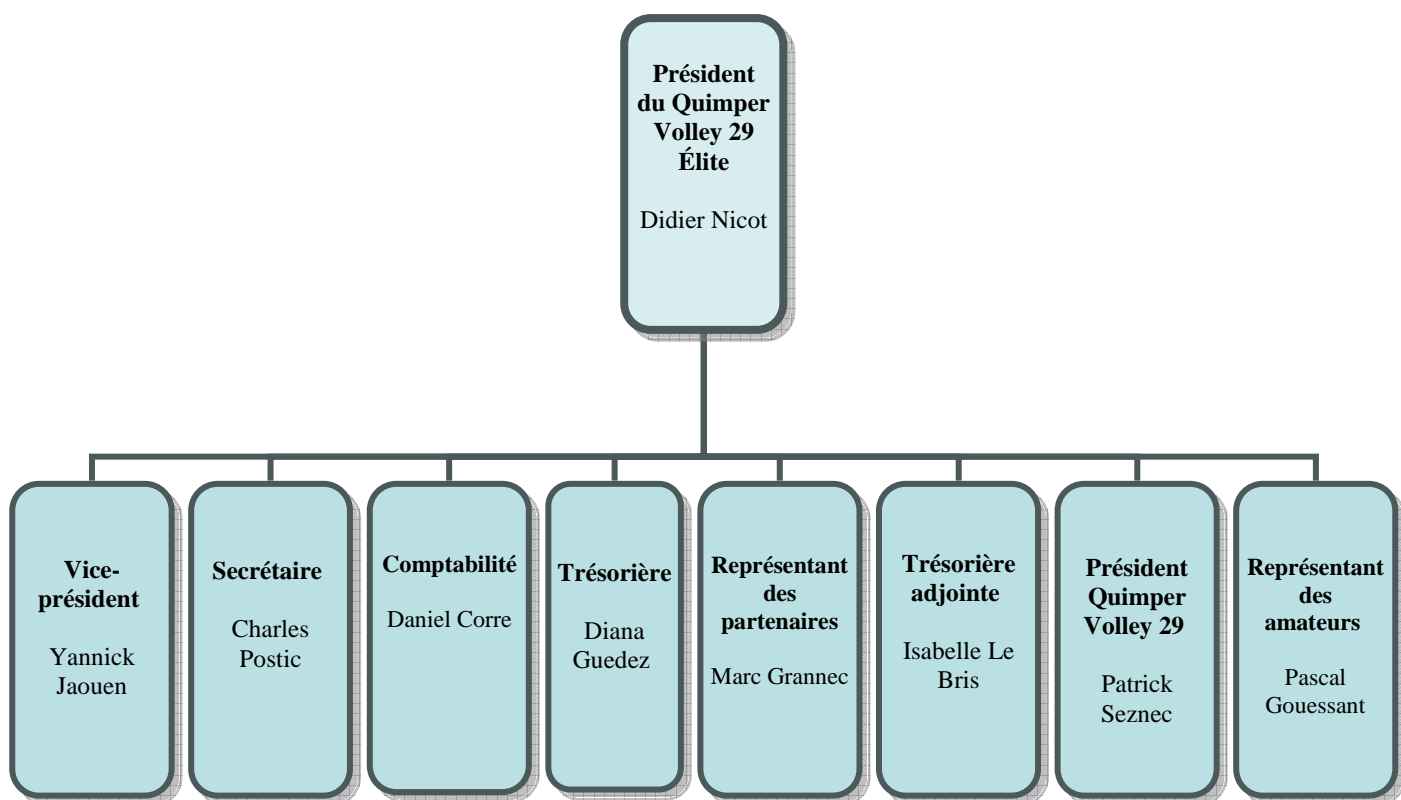 Président
du Quimper
Volley 29
Élite
Didier Nicot
Vice-
président
Yannick
Jaouen
Secrétaire
Charles
Postic
Comptabilité
Daniel Corre
Trésorière
Diana
Guedez
Représentant
des
partenaires
Marc Grannec
Trésorière
adjointe
Isabelle Le
Bris
Président
Quimper
Volley 29
Patrick
Seznec
Représentant
des
amateurs
Pascal
Gouessant